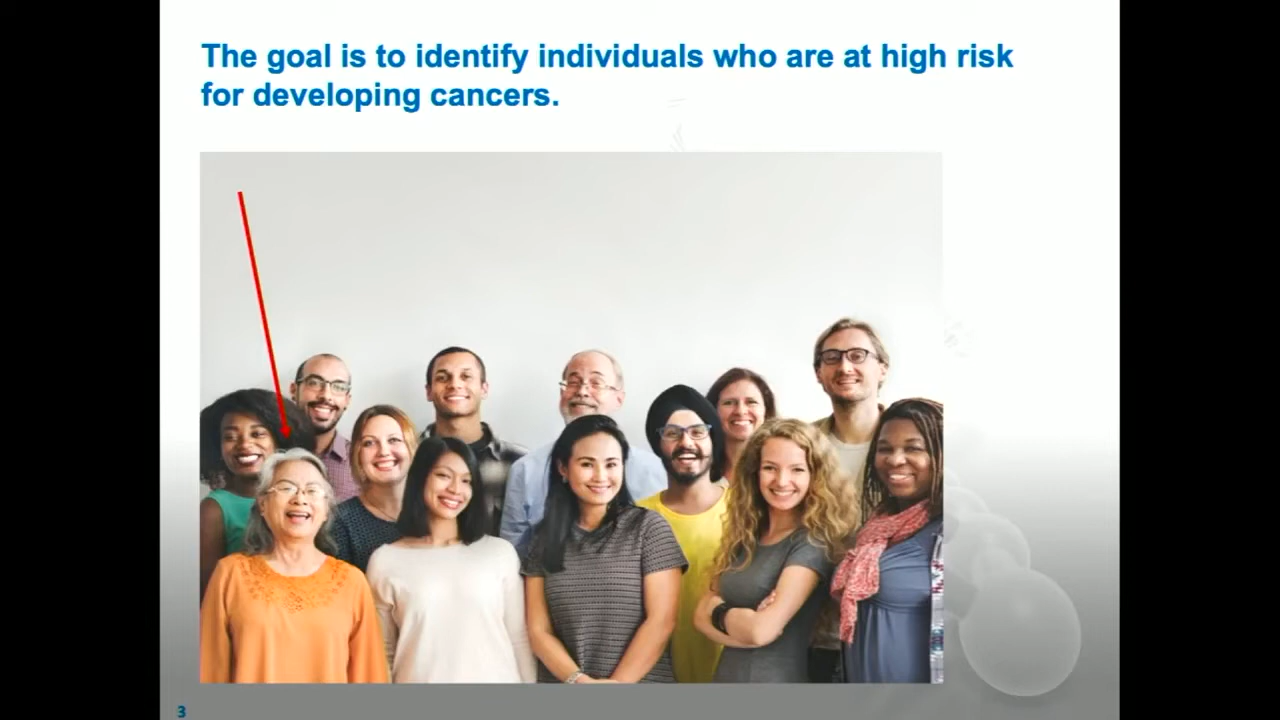 The goal is to identify individuals who are at high risk
for developing cancers.
3